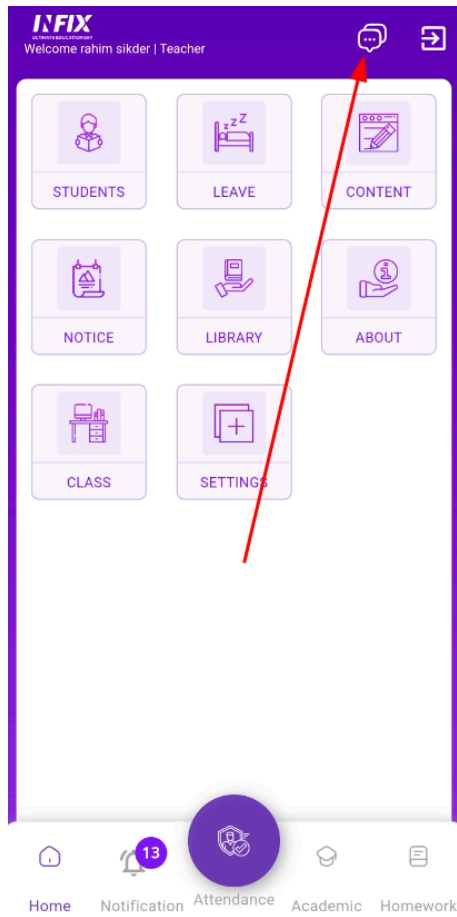 INFIX
ULTIMATE EDUCATION ERP
Welcome rahim sikder | Teacher
STUDENTS
LEAVE
CONTENT
NOTICE
LIBRARY
ABOUT
CLASS
SETTINGS
13
Home
Notification
Attendance
Academic
Homework